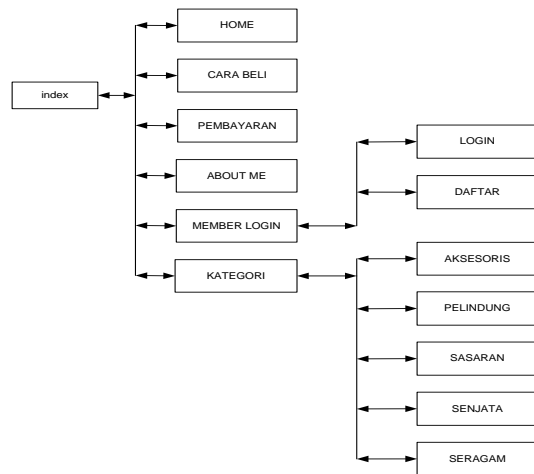 HOME
CARA BELI
index
PEMBAYARAN
ABOUT ME
MEMBER LOGIN
KATEGORI
LOGIN
DAFTAR
AKSESORIS
PELINDUNG
SASARAN
SENJATA
SERAGAM